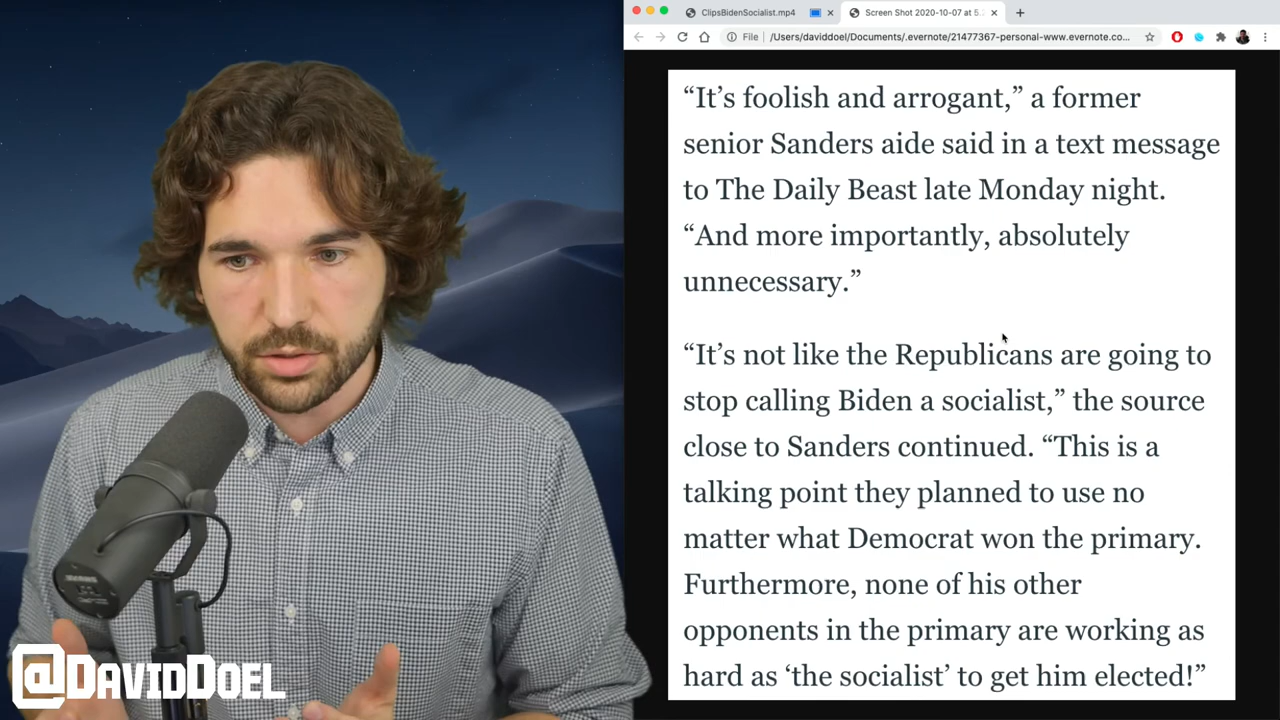 ClipsBidenSocialist.mp4
Screen Shot 2020-10-07 at 5.
File
/Users/daviddoel/Documents/.evernote/21477367-personal-www.evernote.co...
“It’s foolish and arrogant,” a former
senior Sanders aide said in a text message
to The Daily Beast late Monday night.
“And more importantly, absolutely
unnecessary.”
“It’s not like the Republicans are going to
stop calling Biden a socialist,” the source
close to Sanders continued. “This is a
talking point they planned to use no
matter what Democrat won the primary.
Furthermore, none of his other
opponents in the primary are working as
hard as ‘the socialist’ to get him elected!”
@DavidDoel